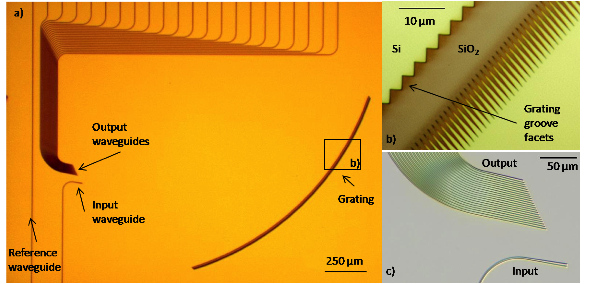 a)
Output
waveguides
Input
waveguide
Reference
waveguide
b)
Grating
250 µm
10 µm
Si
SiO2
Grating
groove
facets
b)
Output
50 µm
c)
Input